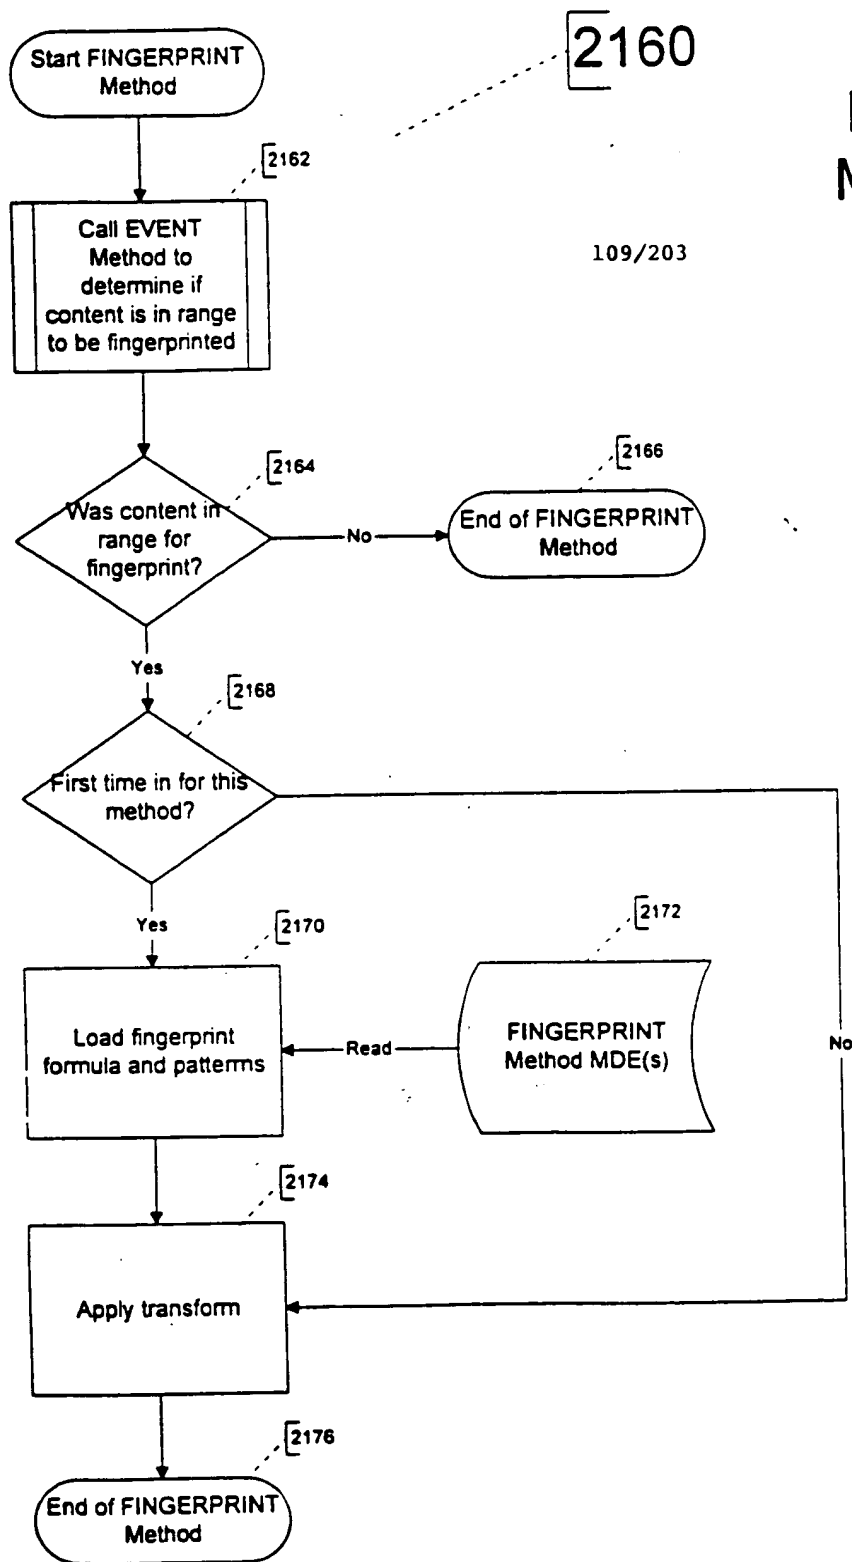 Start FINGERPRINT
Method
2160
2162
Call EVENT
Method to
determine if
content is in range
to be fingerprinted
109/203
2164
Was content in
range for
fingerprint?
No
2166
End of FINGERPRINT
Method
Yes
2168
First time in for this
method?
Yes
2170
2172
Load fingerprint
formula and patterns
Read
FINGERPRINT
Method MDE(s)
No
2174
Apply transform
2176
End of FINGERPRINT
Method